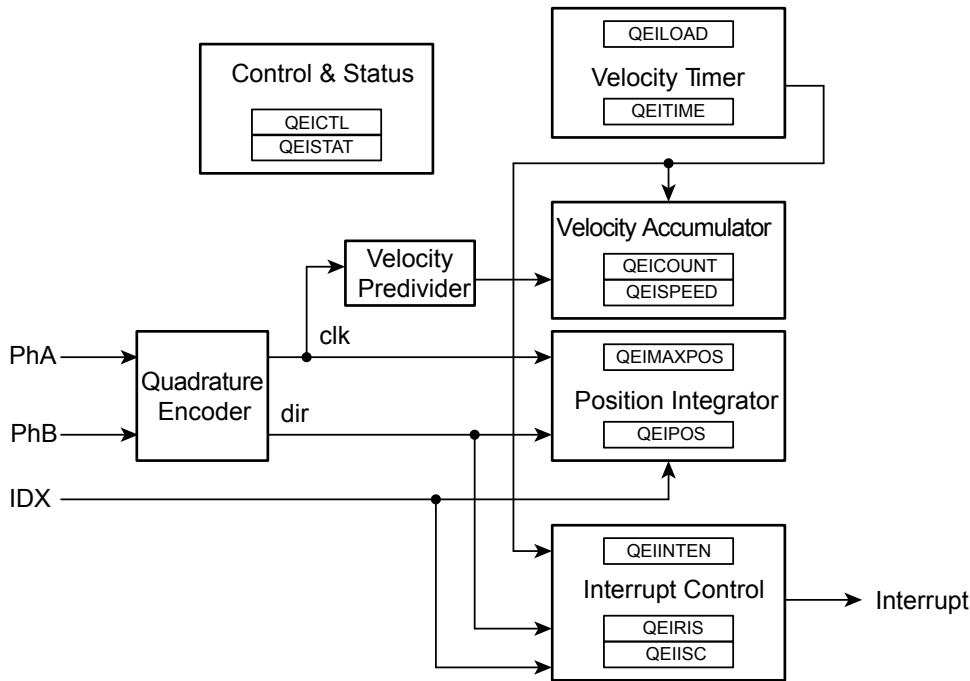 QEILOAD
Velocity Timer
QEITIME
Control & Status
QEICTL
QEISTAT
Velocity Accumulator
QEICOUNT
QEISPEED
Velocity
Predivider
clk
PhA
PhB
IDX
Quadrature
Encoder
dir
QEIMAXPOS
Position Integrator
QEIPOS
QEIINTEN
Interrupt Control
QEIRIS
QEIISC
Interrupt